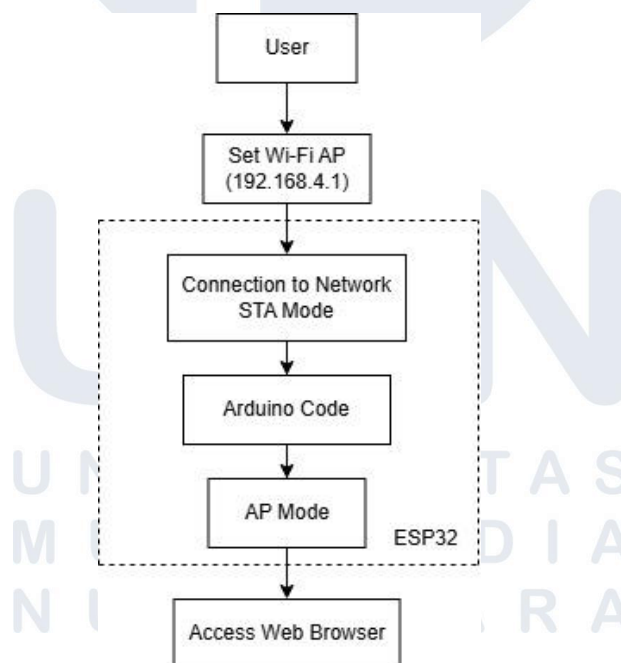 User
Set Wi-Fi AP
(192.168.4.1)
Connection to Network
STA Mode
Arduino Code
AP Mode
ESP32
Access Web Browser